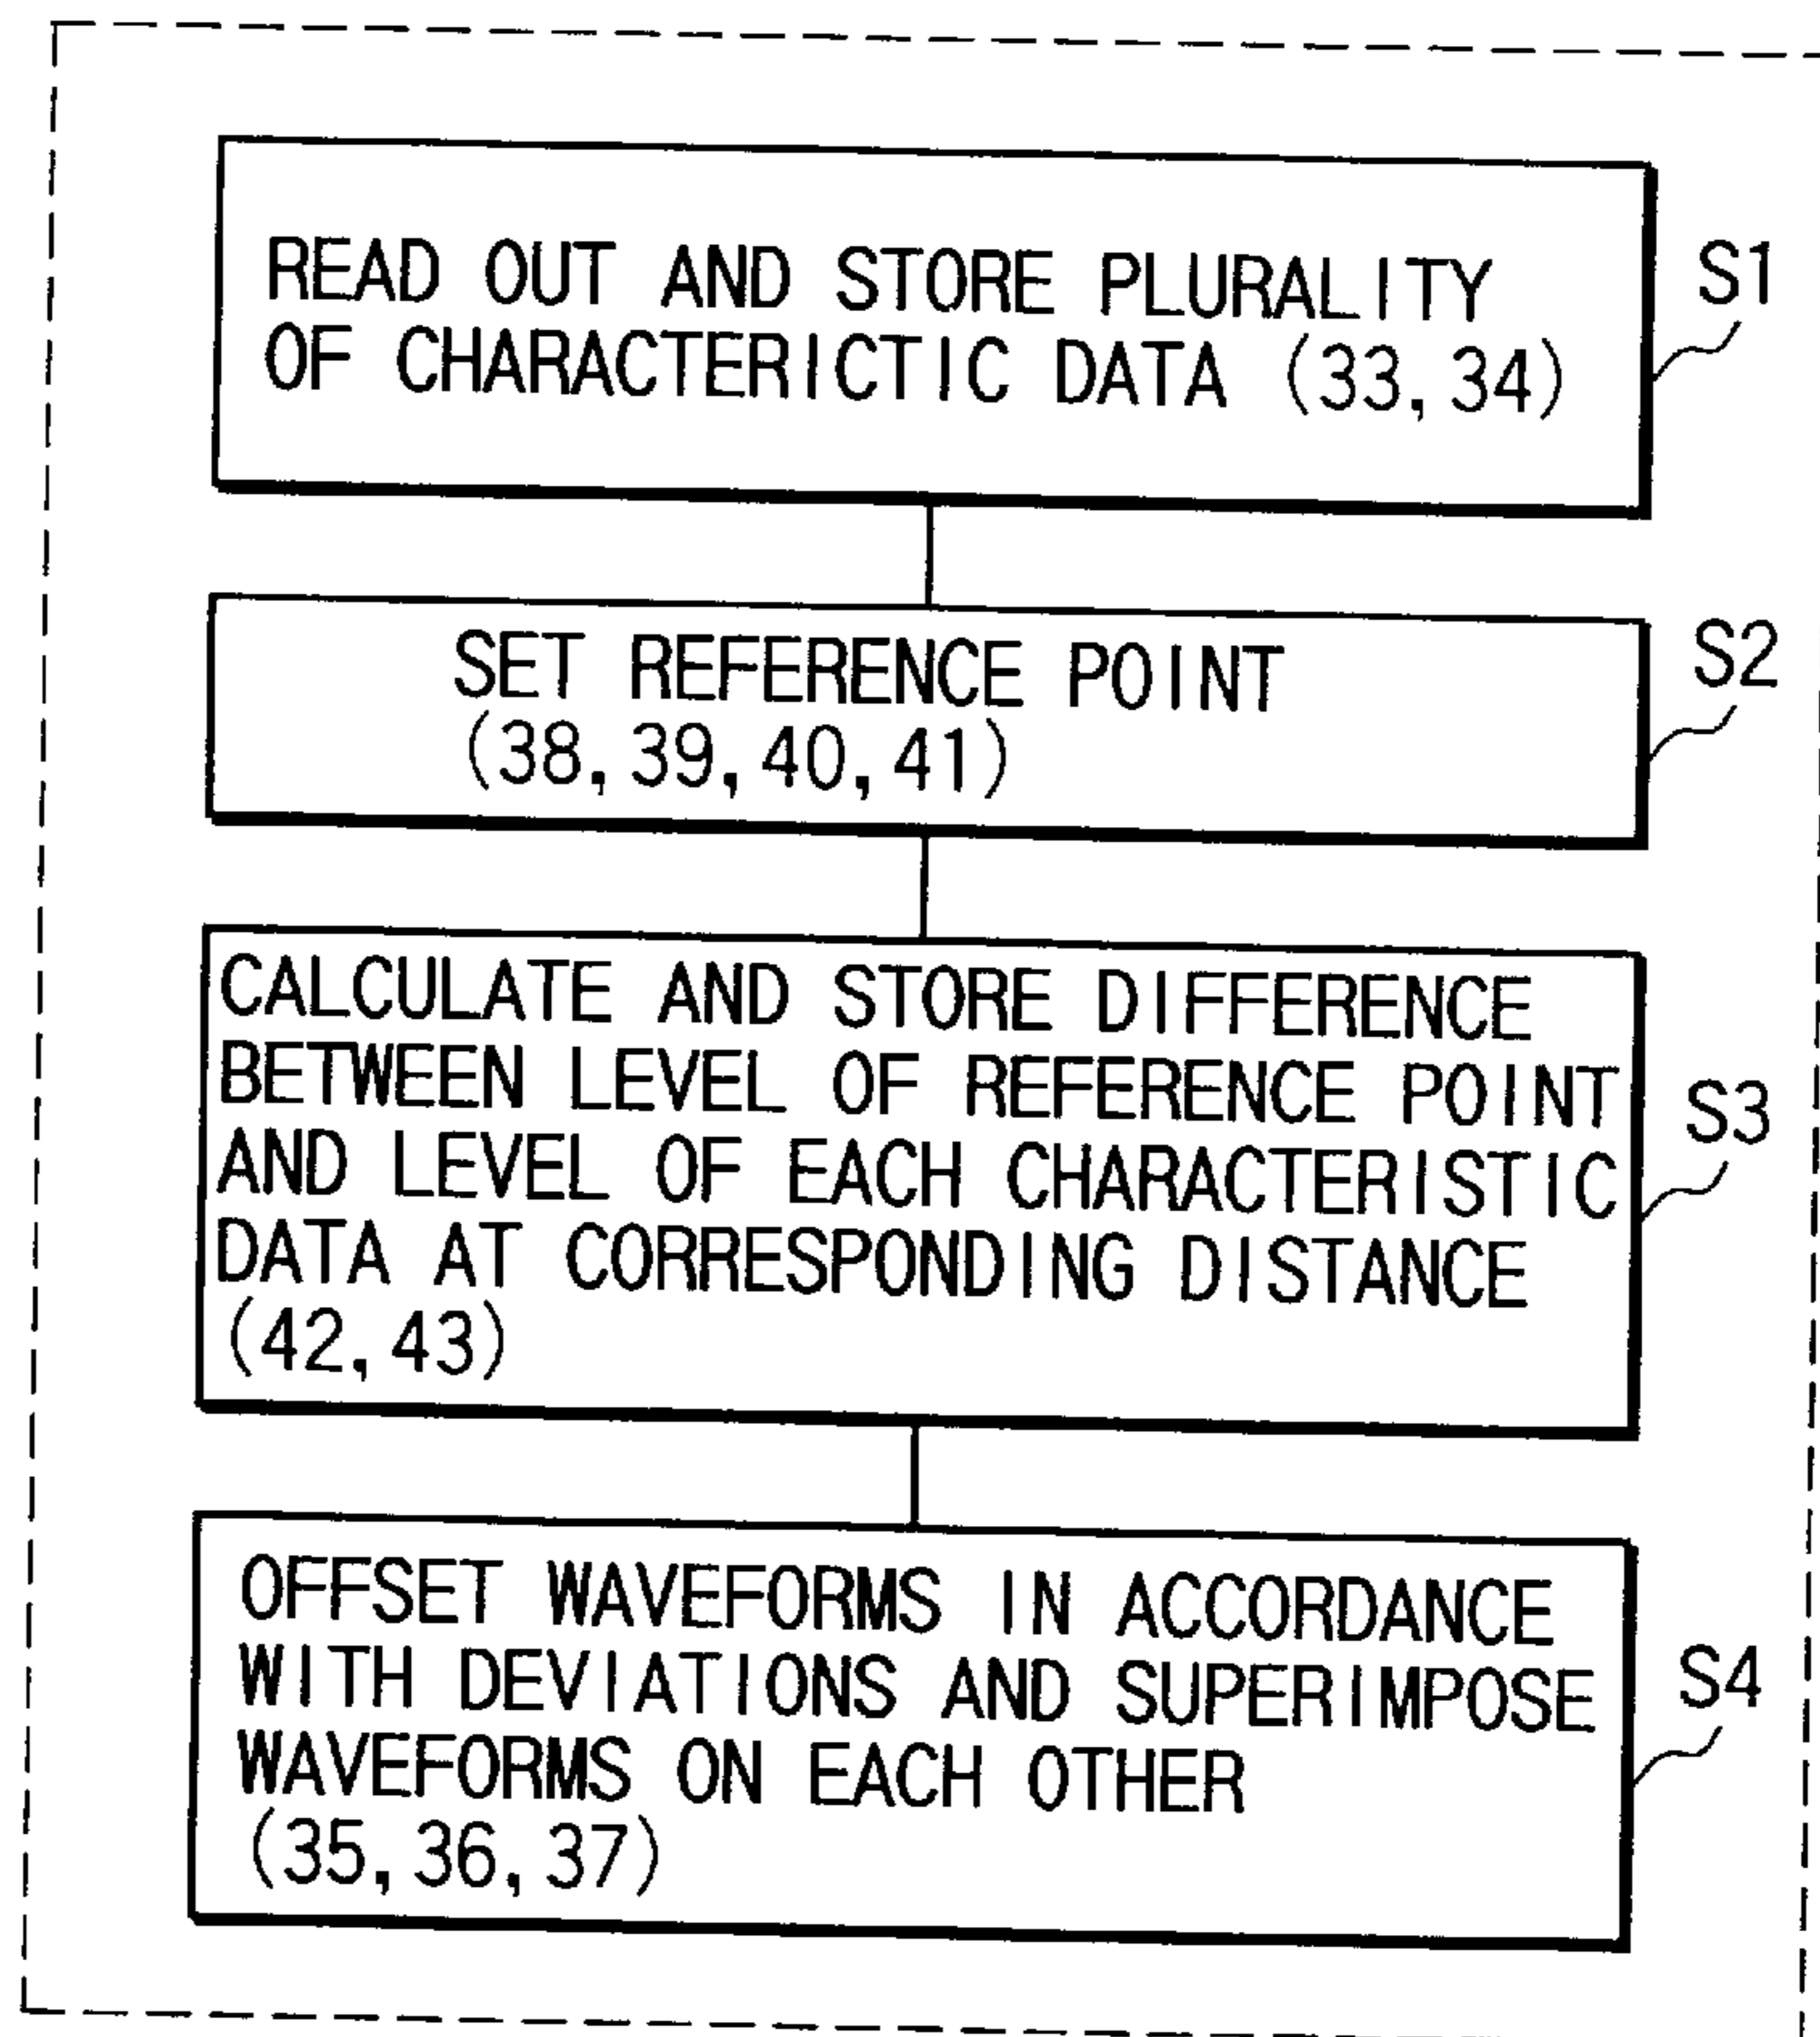 READ OUT AND STORE PLURALITY
OF CHARACTERICTIC DATA (33, 34)
S1
SET REFERENCE POINT
(38, 39, 40, 41)
S2
CALCULATE AND STORE DIFFERENCE
BETWEEN LEVEL OF REFERENCE POINT
AND LEVEL OF EACH CHARACTERISTIC
DATA AT CORRESPONDING DISTANCE
(42, 43)
S3
OFFSET WAVEFORMS IN ACCORDANCE
WITH DEVIATIONS AND SUPERIMPOSE
WAVEFORMS ON EACH OTHER
(35, 36, 37)
S4